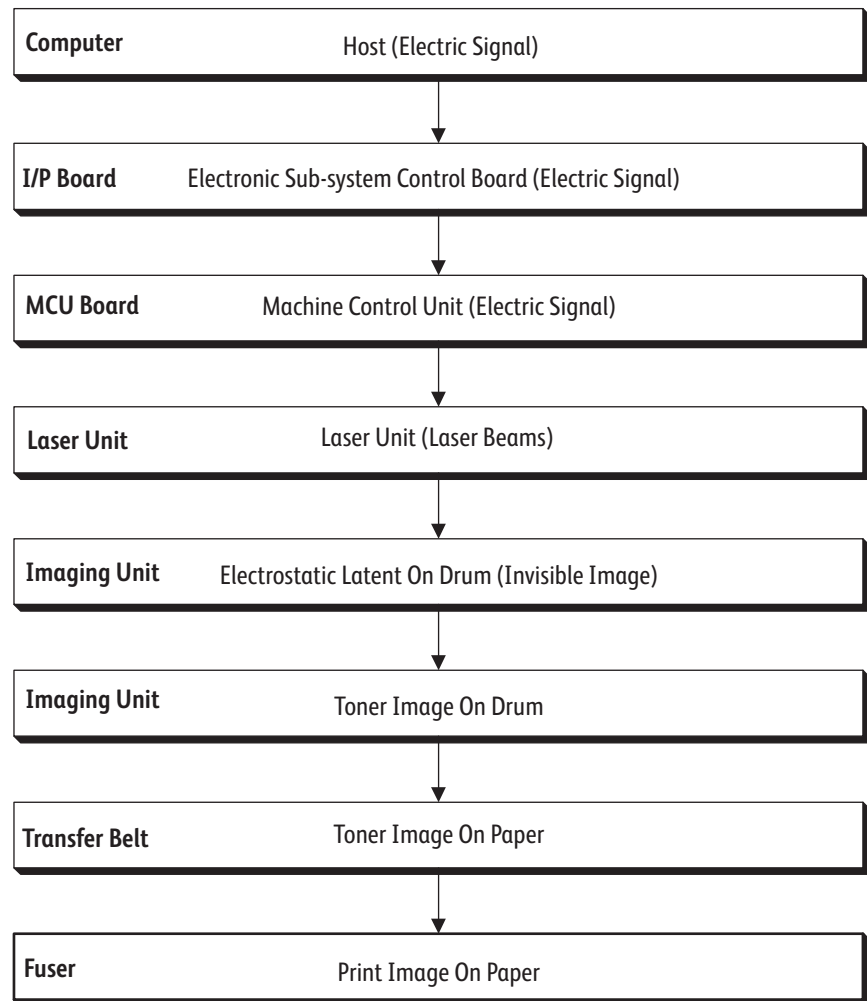 Computer Host (Electric Signal)
I/P Board Electronic Sub-system Control Board (Electric Signal)
MCU Board Machine Control Unit (Electric Signal)
Laser Unit Laser Unit (Laser Beams)
Imaging Unit Electrostatic Latent On Drum (Invisible Image)
Imaging Unit Toner Image On Drum
Transfer Belt Toner Image On Paper
Fuser Print Image On Paper